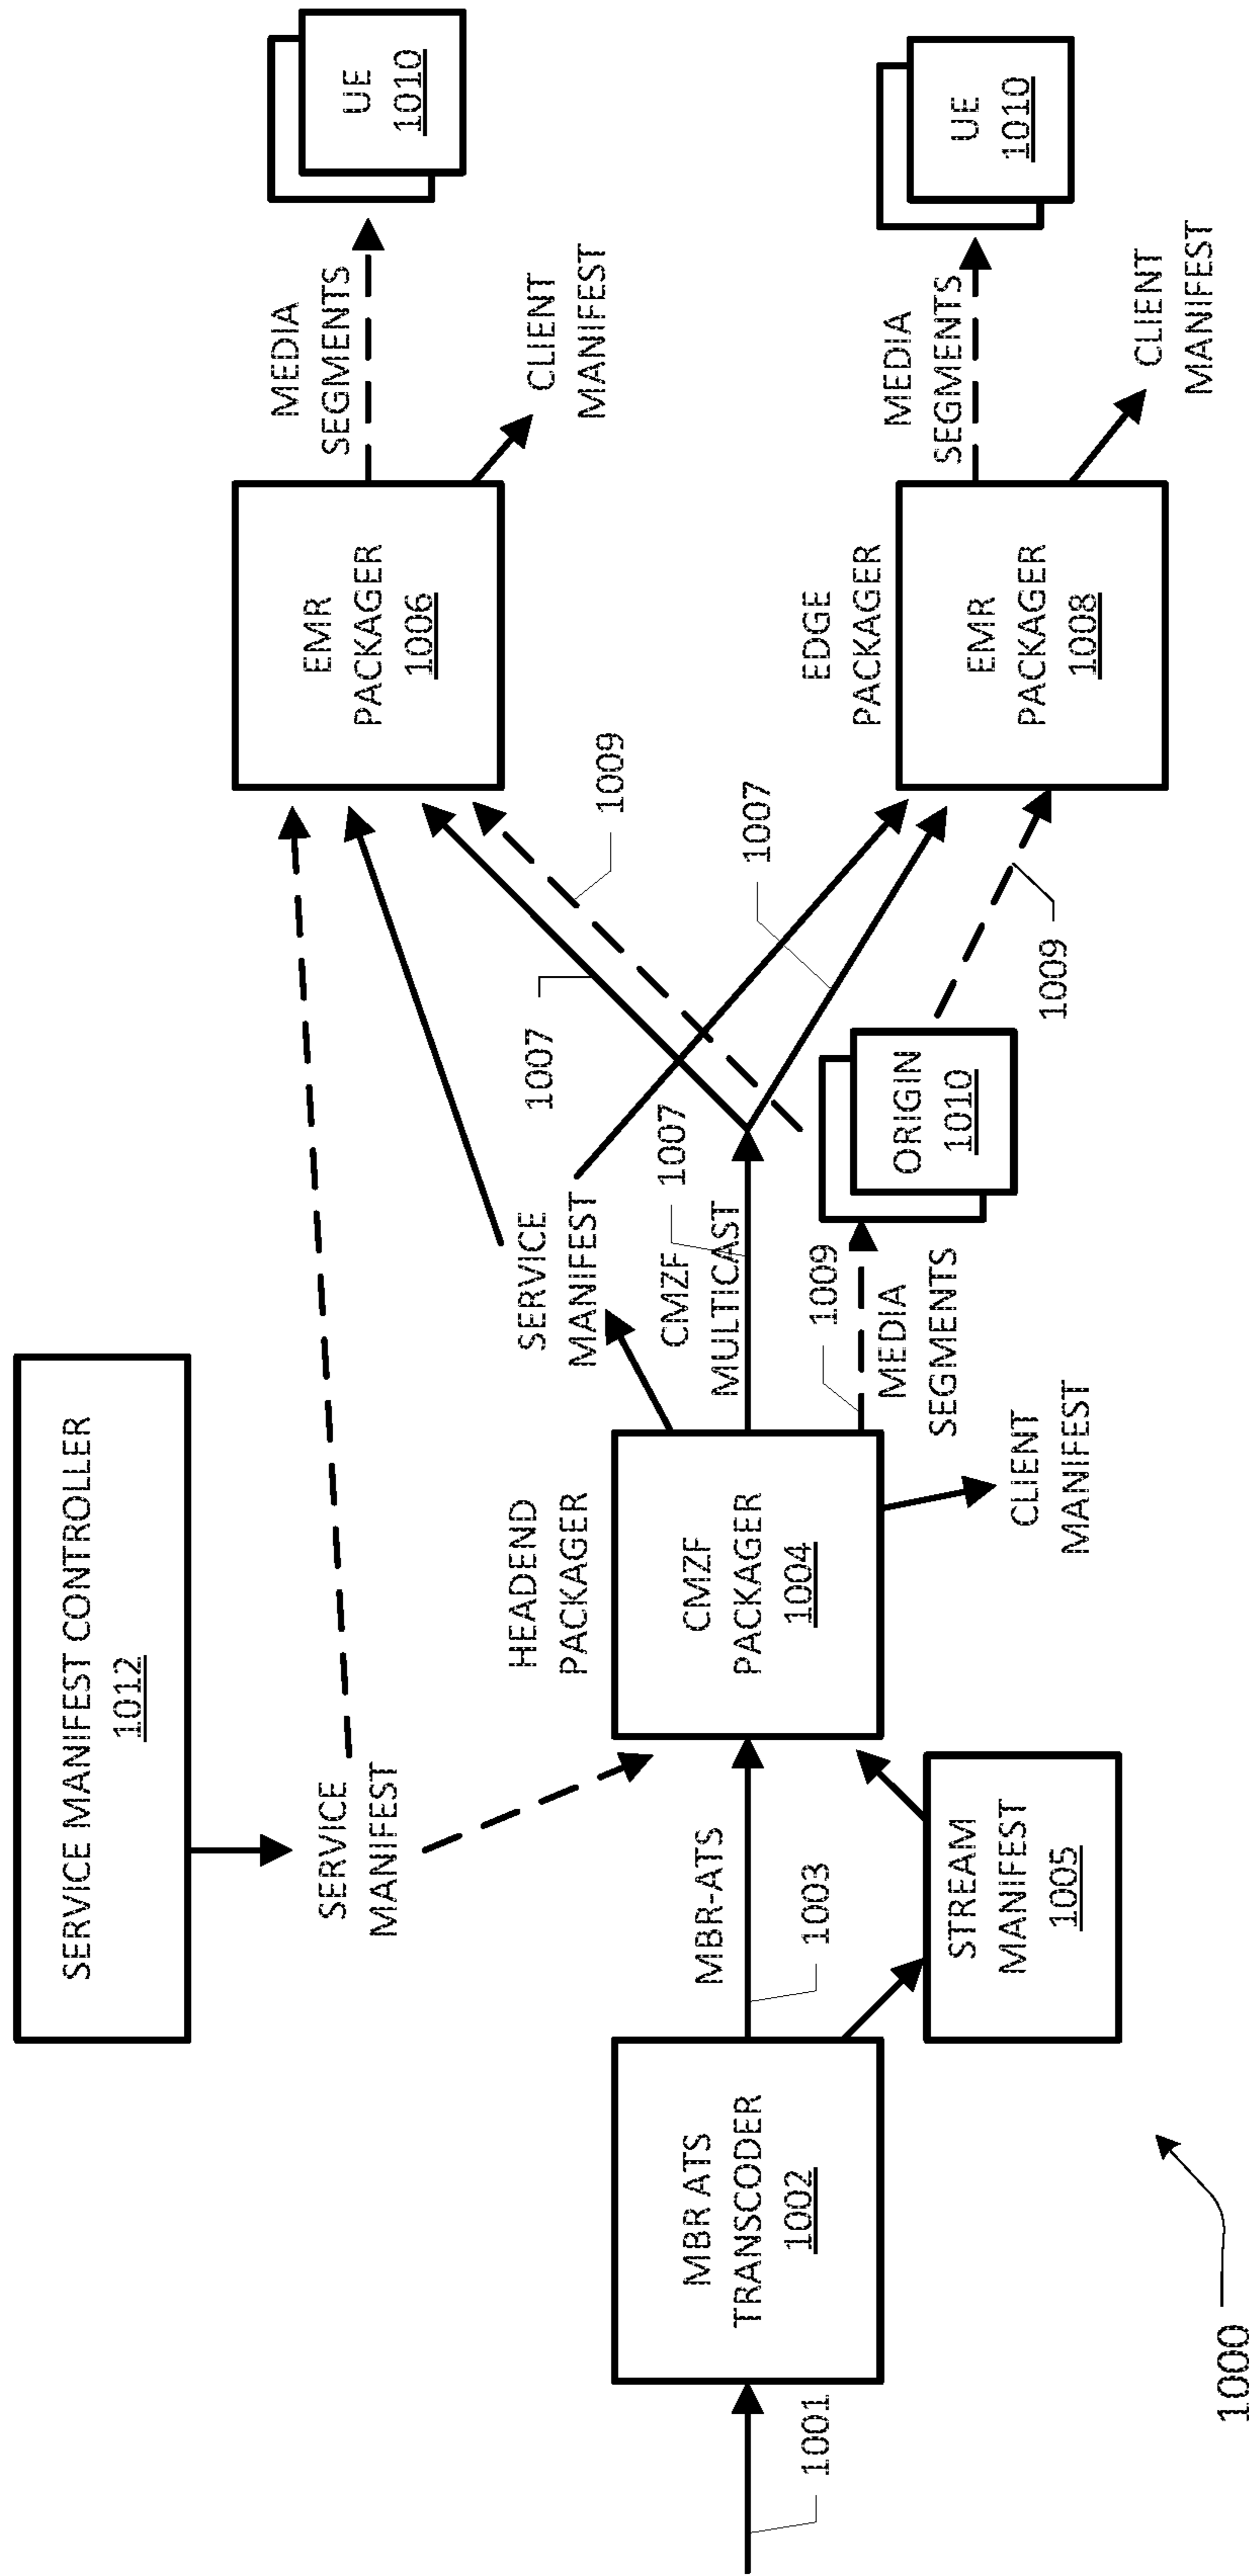 SERVICE MANIFEST CONTROLLER
1012
SERVICE
MANIFEST
1001
MBR ATS
TRANSCODER
1002
MBR-ATS
1003
STREAM
MANIFEST
1005
HEADEND
PACKAGER
CMZF
PACKAGER
1004
CLIENT
MANIFEST
SERVICE
MANIFEST
CMZF
MULTICAST
1007
1009
MEDIA
SEGMENTS
ORIGIN
1010
1007
1009
1007
1009
EMR
PACKAGER
1006
MEDIA
SEGMENTS
CLIENT
MANIFEST
UE
1010
EDGE
PACKAGER
EMR
PACKAGER
1008
MEDIA
SEGMENTS
CLIENT
MANIFEST
UE
1010
1000